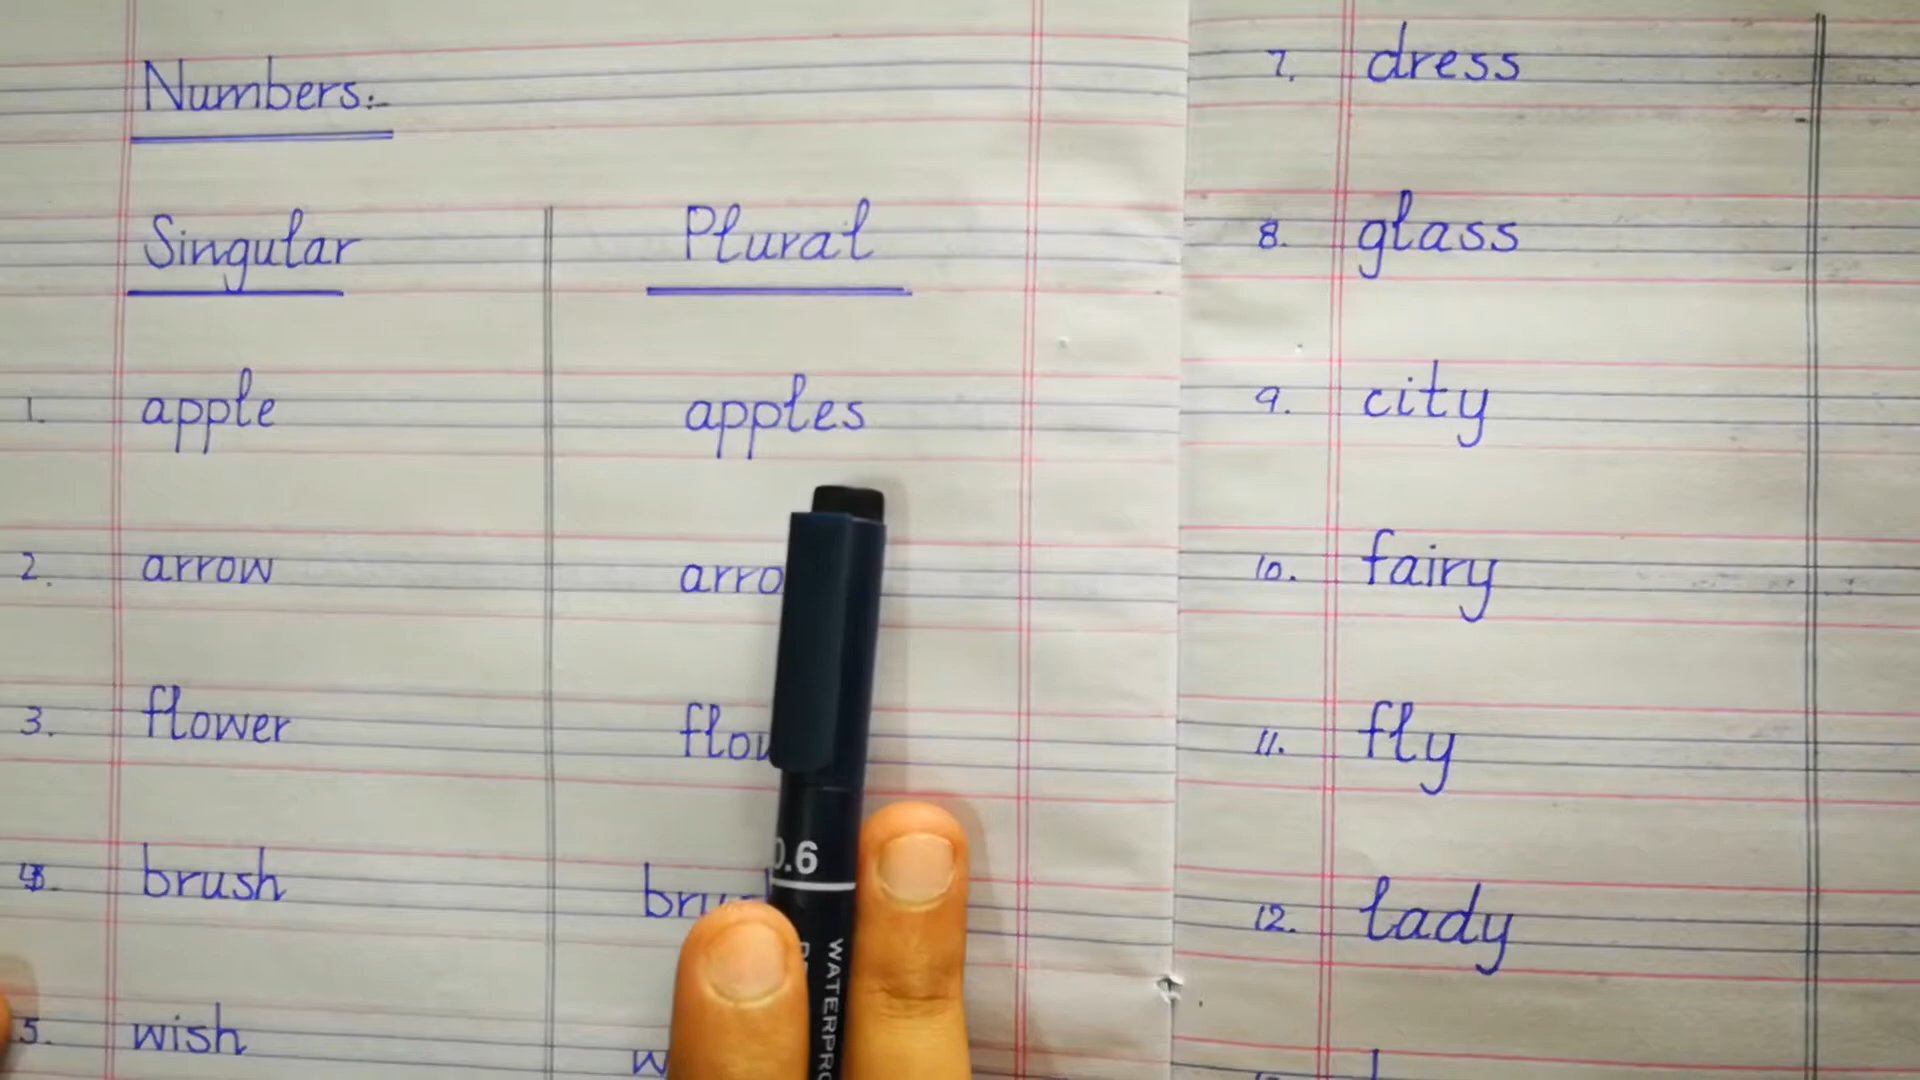 Numbers:-
Singular Plural
1. apple apples
2. arrow
3. flower
4. brush
5. wish
7. dress
8. glass
9. city
10. fairy
11. fly
12. lady
0.6